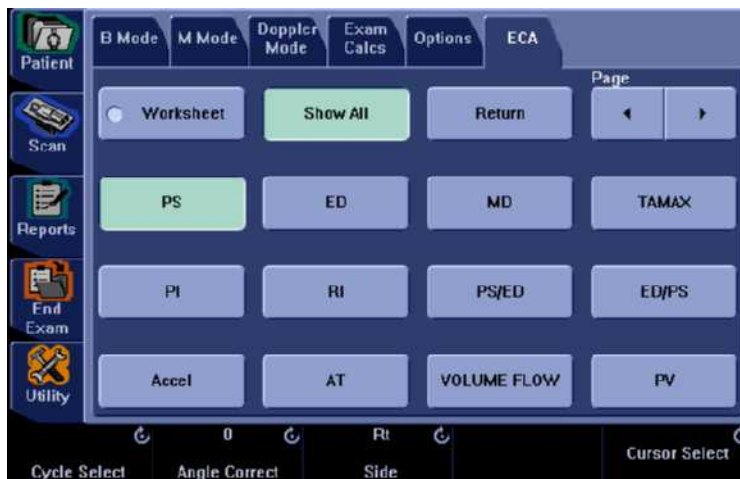 Patient
B Mode
M Mode
Doppler
Mode
Exam
Calcs
Options
ECA
Page
Worksheet
Show All
Return
Scan
PS
ED
MD
TAMAX
Reports
PI
RI
PS/ED
ED/PS
End
Exam
Accel
AT
VOLUME FLOW
PV
Utility
0
Rt
Cycle Select
Angle Correct
Side
Cursor Select